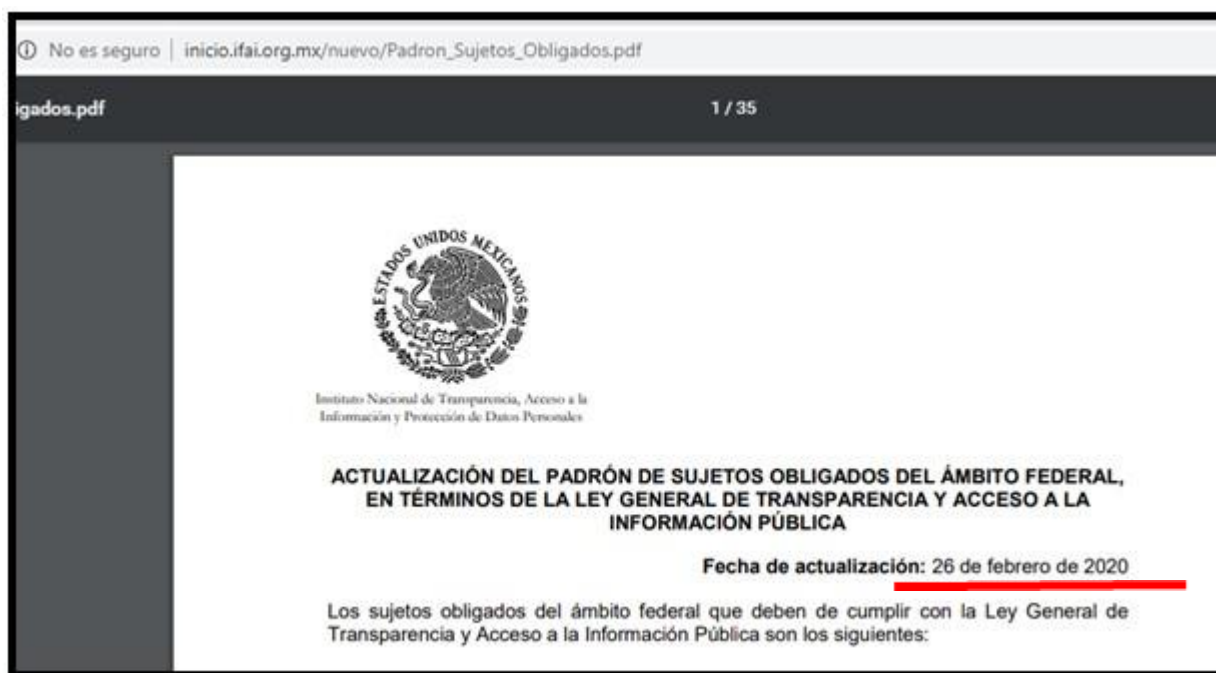 No es seguro | inicio.ifai.org.mx/nuevo/Padron_Sujetos_Obligados.pdf
igados.pdf 1 / 35
ESTADOS UNIDOS MEXICANOS
Instituto Nacional de Transparencia, Acceso a la
Información y Protección de Datos Personales
ACTUALIZACIÓN DEL PADRÓN DE SUJETOS OBLIGADOS DEL ÁMBITO FEDERAL,
EN TÉRMINOS DE LA LEY GENERAL DE TRANSPARENCIA Y ACCESO A LA
INFORMACIÓN PÚBLICA
Fecha de actualización: 26 de febrero de 2020
Los sujetos obligados del ámbito federal que deben de cumplir con la Ley General de
Transparencia y Acceso a la Información Pública son los siguientes: